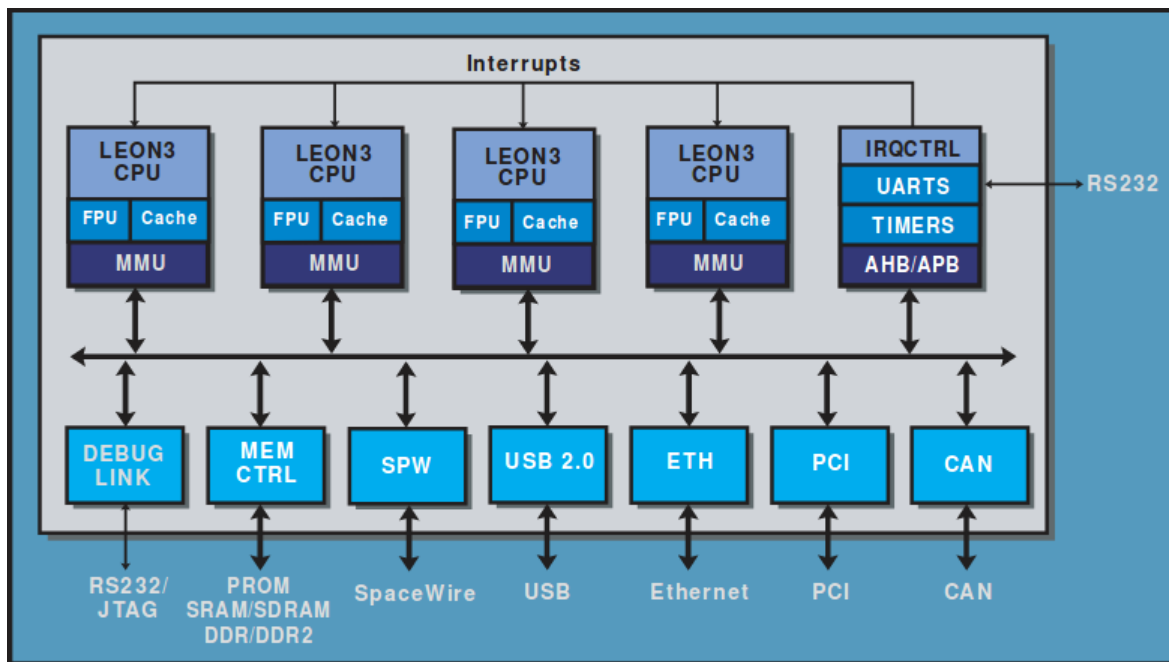 Interrupts
LEON3
CPU
FPU
Cache
MMU
LEON3
CPU
FPU
Cache
MMU
LEON3
CPU
FPU
Cache
MMU
LEON3
CPU
FPU
Cache
MMU
IRQCTRL
UARTS
TIMERS
AHB/APB
RS232
DEBUG
LINK
MEM
CTRL
SPW
USB 2.0
ETH
PCI
CAN
RS232/
JTAG
PROM
SRAM/SDRAM
DDR/DDR2
SpaceWire
USB
Ethernet
PCI
CAN